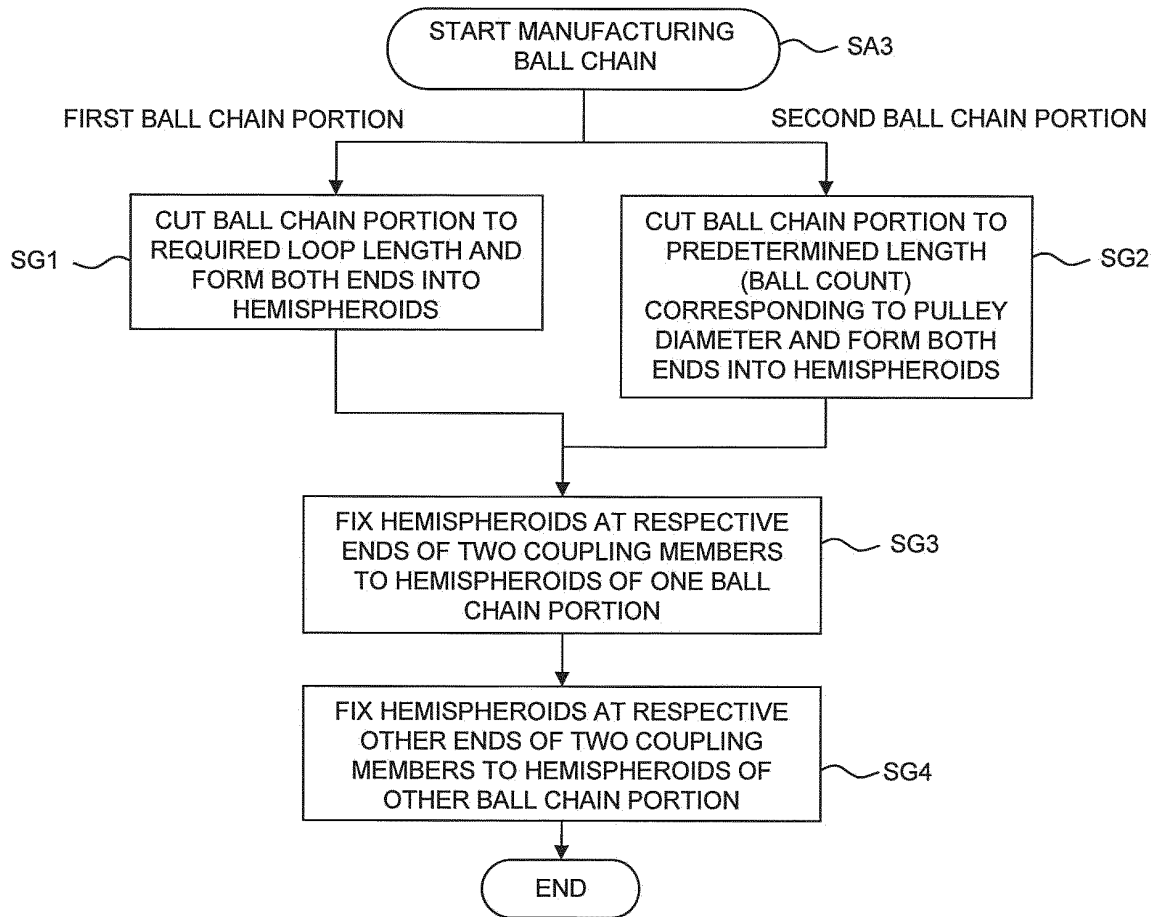 START MANUFACTURING
BALL CHAIN
SA3
FIRST BALL CHAIN PORTION
SECOND BALL CHAIN PORTION
SG1
CUT BALL CHAIN PORTION TO
REQUIRED LOOP LENGTH AND
FORM BOTH ENDS INTO
HEMISPHEROIDS
CUT BALL CHAIN PORTION TO
PREDETERMINED LENGTH
(BALL COUNT)
CORRESPONDING TO PULLEY
DIAMETER AND FORM BOTH
ENDS INTO HEMISPHEROIDS
SG2
FIX HEMISPHEROIDS AT RESPECTIVE
ENDS OF TWO COUPLING MEMBERS
TO HEMISPHEROIDS OF ONE BALL
CHAIN PORTION
SG3
FIX HEMISPHEROIDS AT RESPECTIVE
OTHER ENDS OF TWO COUPLING
MEMBERS TO HEMISPHEROIDS OF
OTHER BALL CHAIN PORTION
SG4
END